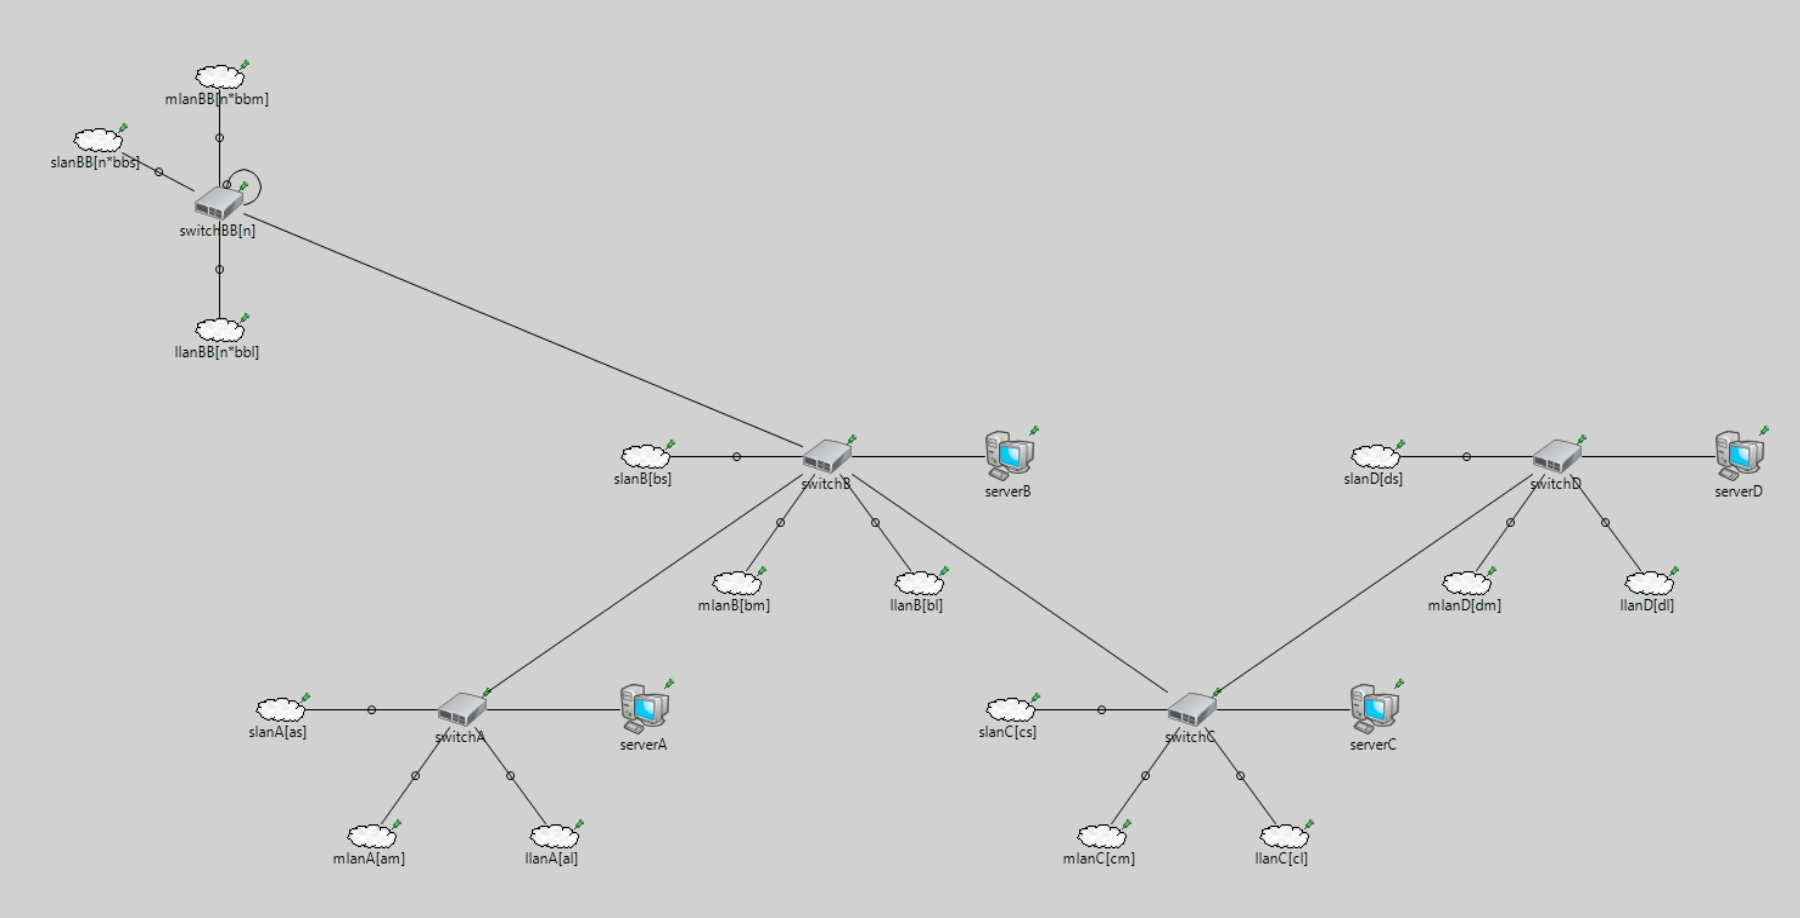 mlanBB[n*bbm]
slanBB[n*bbs]
switchBB[n]
llanBB[n*bbl]
slanB[bs]
switchB
serverB
slanD[ds]
switchD
serverD
mlanB[bm]
llanB[bl]
mlanD[dm]
llanD[dl]
slanA[as]
switchA
serverA
slanC[cs]
switchC
serverC
mlanA[am]
llanA[al]
mlanC[cm]
llanC[cl]